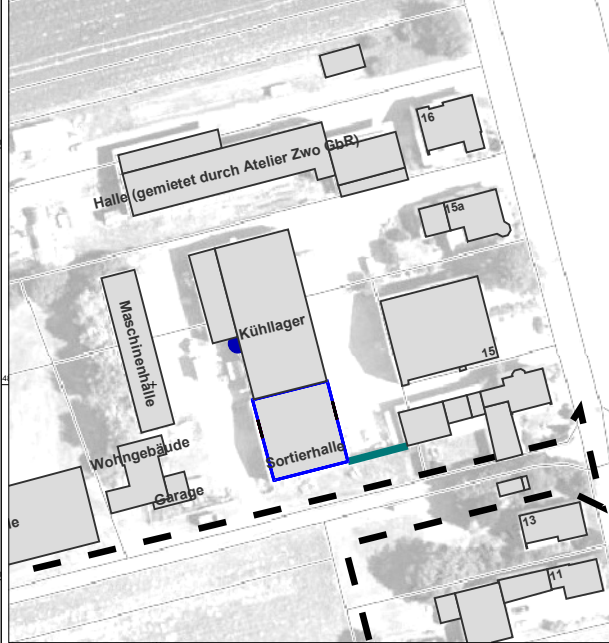 16
Halle (gemietet durch Atelier Zwo GbR)
15a
Maschinenhalle
Kühllager
15
Wohngebäude
Sortierhalle
Garage
13
11